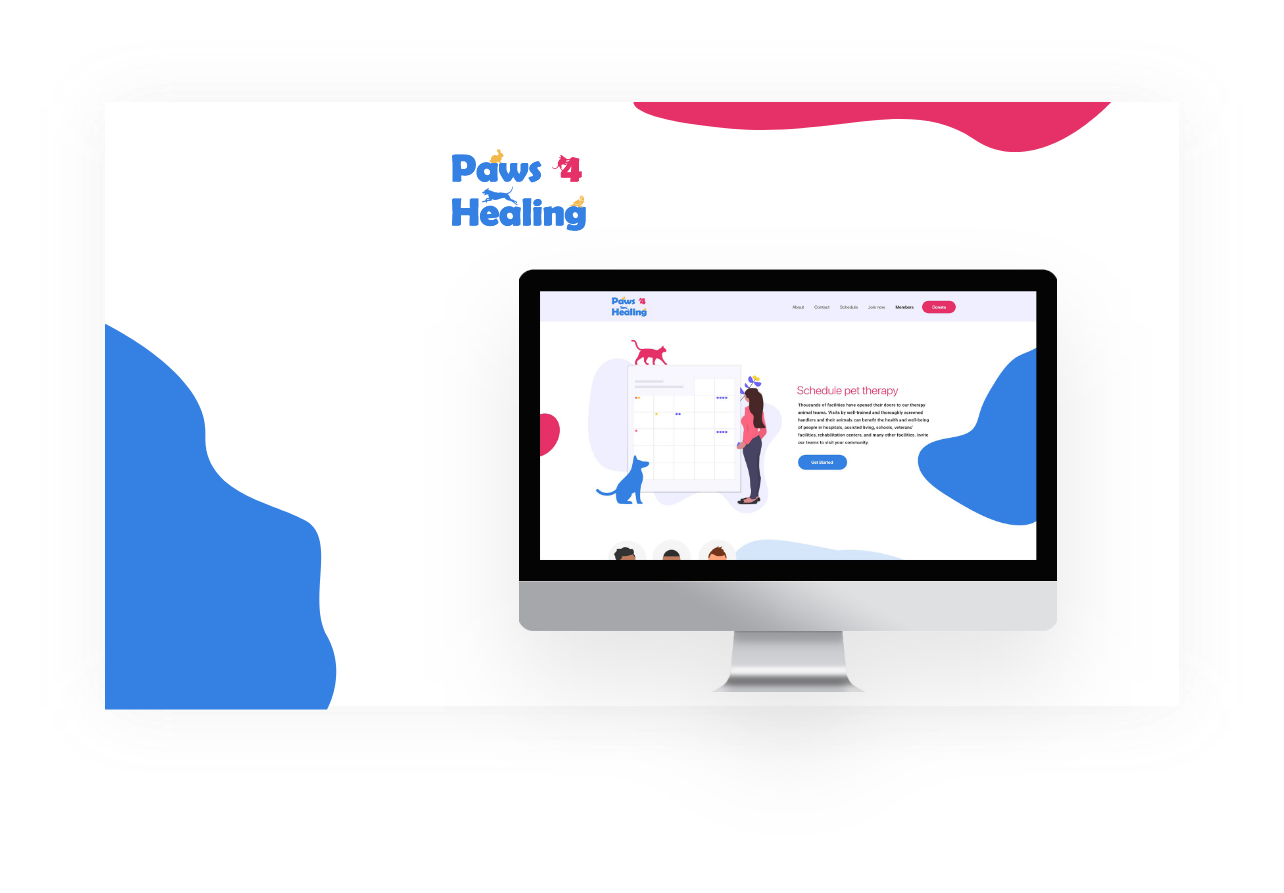 Paws 4
Healing
Paws 4
Healing
About Contact Schedule Join now Members Donate
Schedule pet therapy
Thousands of facilities have opened their doors to our therapy
animal teams. Visits by well-trained and thoroughly screened
handlers and their animals can benefit the health and well-being
of people in hospitals, assisted living, schools, veterans'
facilities, rehabilitation centers, and many other facilities. Invite
our teams to visit your community.
Get Started